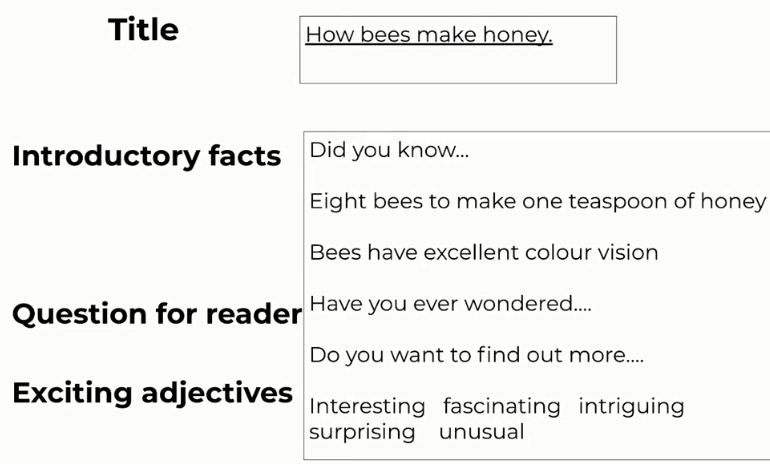 Title
How bees make honey.
Introductory facts
Did you know...
Eight bees to make one teaspoon of honey
Bees have excellent colour vision
Question for reader
Have you ever wondered....
Do you want to find out more....
Exciting adjectives
Interesting fascinating intriguing
surprising unusual